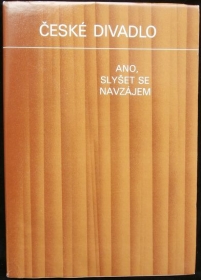 ČESKÉ DIVADLO
ANO,
SLYŠET SE
NAVZÁJEM